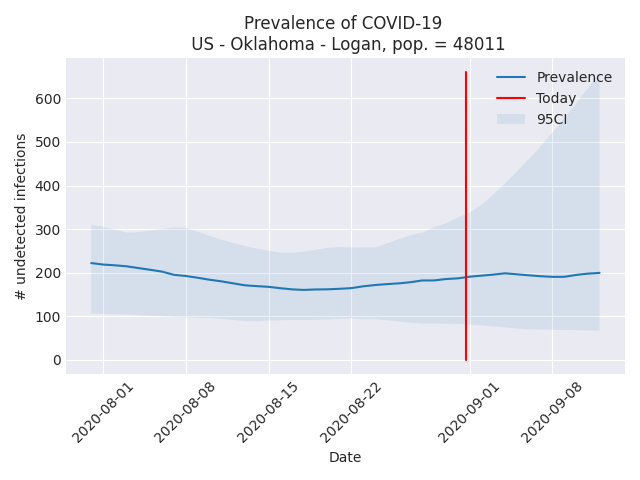 Prevalence of COVID-19
US - Oklahoma - Logan, pop. = 48011
Prevalence
Today
95CI
# undetected infections
600
500
400
300
200
100
0
2020-08-01
2020-08-08
2020-08-15
2020-08-22
2020-09-01
2020-09-08
Date